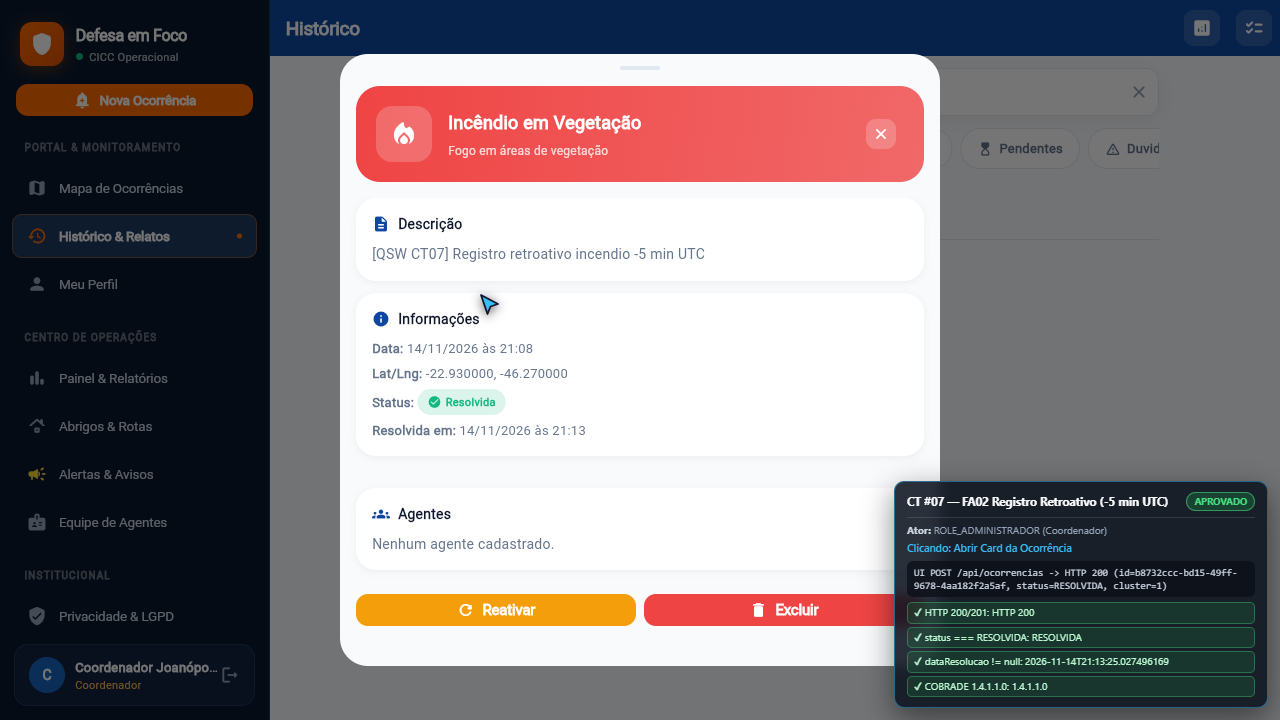 Defesa em Foco
CICC Operacional
Nova Ocorrência
PORTAL & MONITORAMENTO
Mapa de Ocorrências
Histórico & Relatos
Meu Perfil
CENTRO DE OPERAÇÕES
Painel & Relatórios
Abrigos & Rotas
Alertas & Avisos
Equipe de Agentes
INSTITUCIONAL
Privacidade & LGPD
C
Coordenador Joanópo...
Coordenador
Histórico
Pendentes
Duvid
Incêndio em Vegetação
Fogo em áreas de vegetação
Descrição
[QSW CT07] Registro retroativo incendio -5 min UTC
Informações
Data: 14/11/2026 às 21:08
Lat/Lng: -22.930000, -46.270000
Status: Resolvida
Resolvida em: 14/11/2026 às 21:13
Agentes
Nenhum agente cadastrado.
Reativar
Excluir
CT #07 — FA02 Registro Retroativo (-5 min UTC) APROVADO
Ator: ROLE_ADMINISTRADOR (Coordenador)
Clicando: Abrir Card da Ocorrência
UI POST /api/ocorrencias -> HTTP 200 (id=b8732ccc-bd15-49ff-
9678-4aa182f2a5af, status=RESOLVIDA, cluster=1)
✓ HTTP 200/201: HTTP 200
✓ status === RESOLVIDA: RESOLVIDA
✓ dataResolucao != null: 2026-11-14T21:13:25.027496169
✓ COBRADE 1.4.1.1.0: 1.4.1.1.0